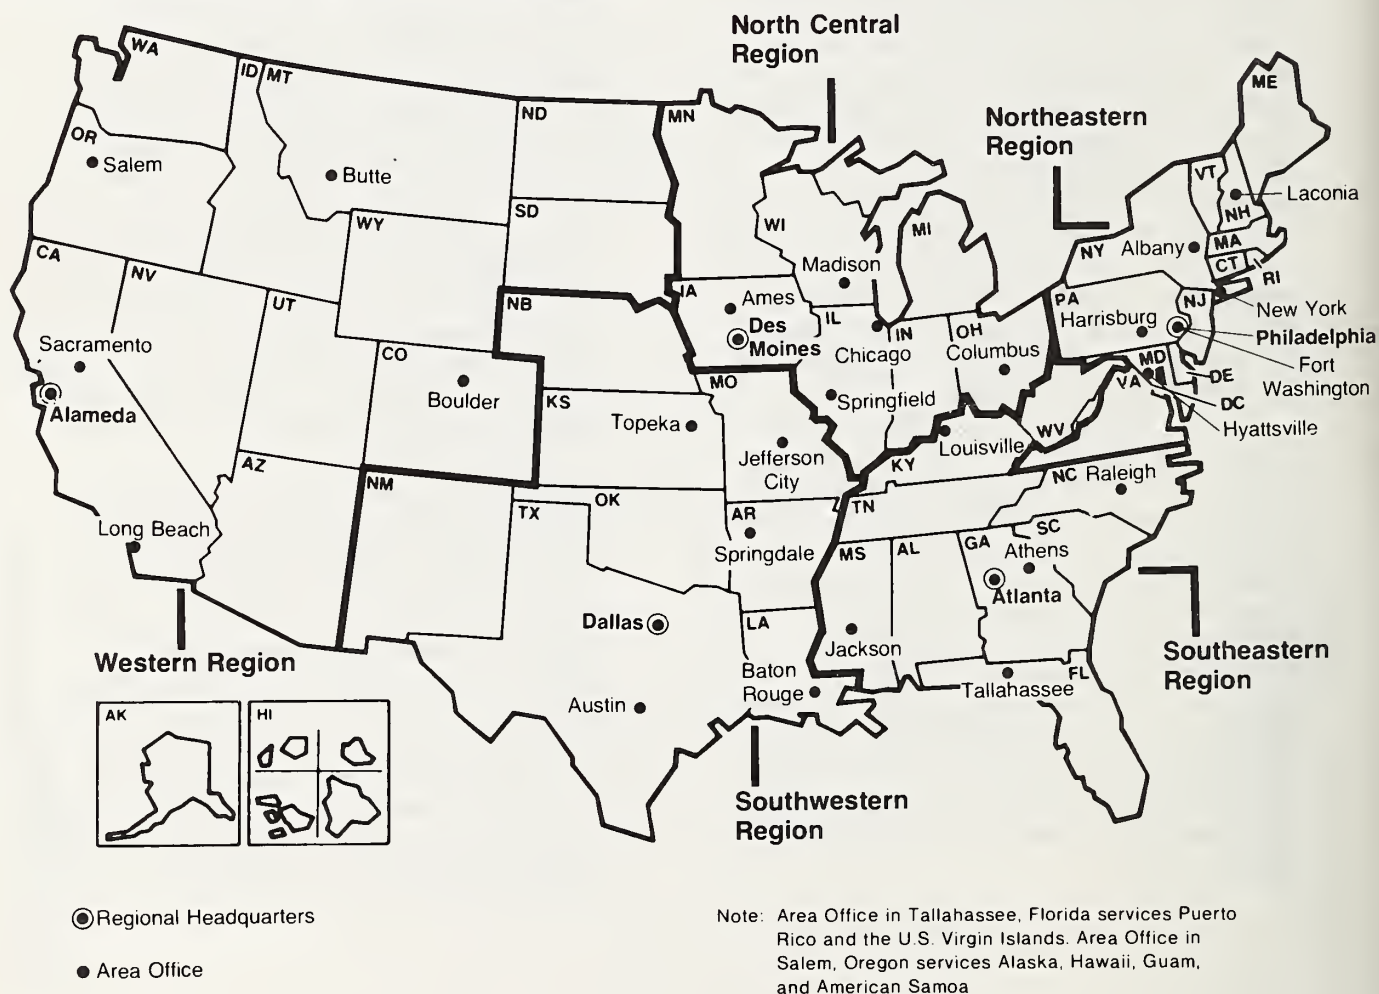 North Central
Region
Northeastern
Region
WA
ID
MT
ND
MN
ME
OR
Salem
Butte
SD
WY
WI
MI
VT
NH
Laconia
CA
NV
UT
NB
IA
Madison
NY
Albany
MA
CT
RI
Ames
Des
Moines
IL
IN
OH
PA
NJ
New York
Harrisburg
Philadelphia
Sacramento
CO
Chicago
Columbus
MD
Fort
Washington
Boulder
MO
VA
DE
Alameda
KS
Topeka
Springfield
DC
Hyattsville
WV
Louisville
Jefferson
City
KY
AZ
NM
OK
TX
NC
Raleigh
AR
TN
Springdale
SC
Long Beach
MS
AL
GA
Athens
Atlanta
Dallas
LA
Jackson
Western Region
Baton
Rouge
Tallahassee
FL
Southeastern
Region
Austin
AK
HI
Southwestern
Region
Regional Headquarters
Area Office
Note: Area Office in Tallahassee, Florida services Puerto
Rico and the U.S. Virgin Islands. Area Office in
Salem, Oregon services Alaska, Hawaii, Guam,
and American Samoa